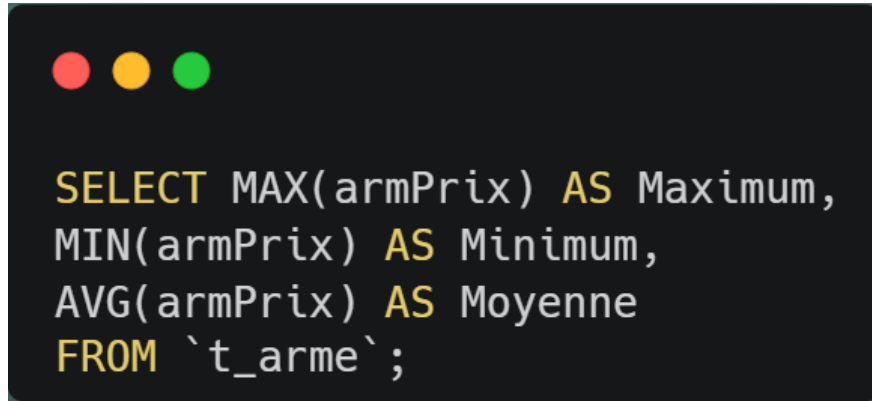 SELECT MAX(armPrix) AS Maximum,
MIN(armPrix) AS Minimum,
AVG(armPrix) AS Moyenne
FROM `t_arme`;